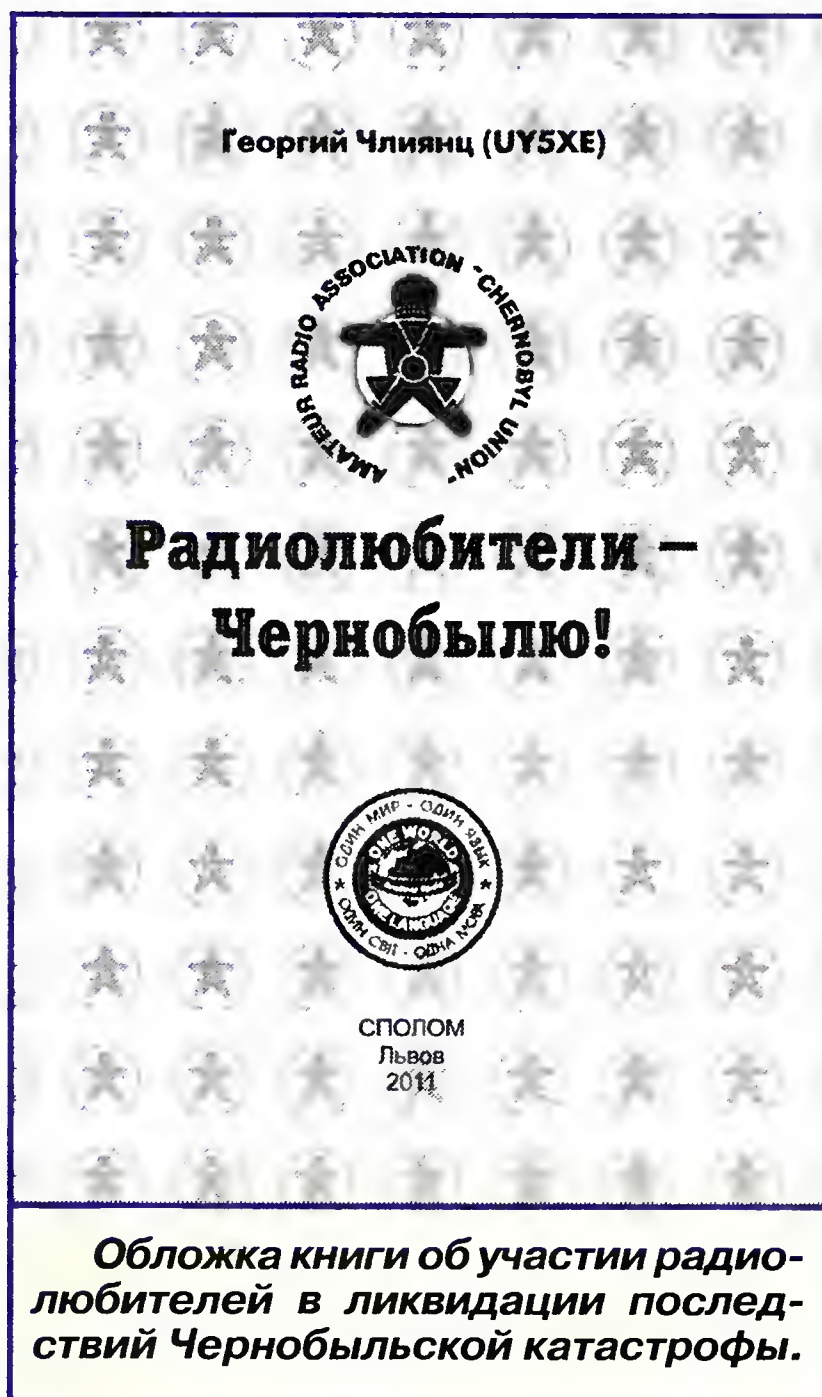 Георгий Члиянц (UY5XE)
AMATEUR RADIO ASSOCIATION "CHERNOBYL UNION"
Радиолюбители –
Чернобылю!
ОДИН МИР - ОДИН ЯЗЫК
ONE WORLD
ONE LANGUAGE
ОДИН СВІТ - ОДНА МОВА
СПОЛОМ
Львов
2011
Обложка книги об участии радио-
любителей в ликвидации послед-
ствий Чернобыльской катастрофы.